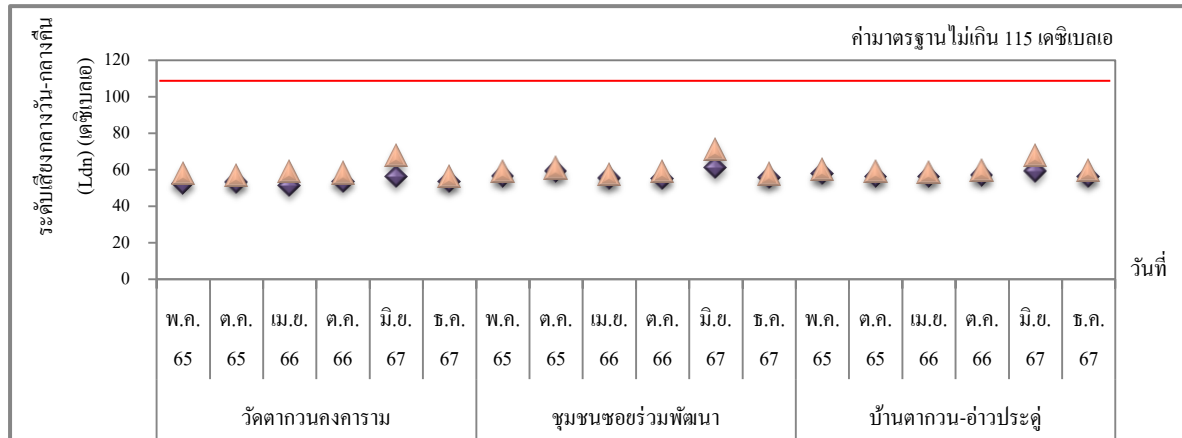 ค่ามาตรฐานไม่เกิน 115 เดซิเบลเอ
ระดับเสียงกลางวัน-กลางคืน
(Ldn) (เดซิเบลเอ)
120
100
80
60
40
20
0
วันที่
พ.ค. ต.ค. เม.ย. ต.ค. มิ.ย. ธ.ค. พ.ค. ต.ค. เม.ย. ต.ค. มิ.ย. ธ.ค. พ.ค. ต.ค. เม.ย. ต.ค. มิ.ย. ธ.ค.
65 65 66 66 67 67 65 65 66 66 67 67 65 65 66 66 67 67
วัดตากวนคงคาราม ชุมชนซอยร่วมพัฒนา บ้านตากวน-อ่าวประดู่